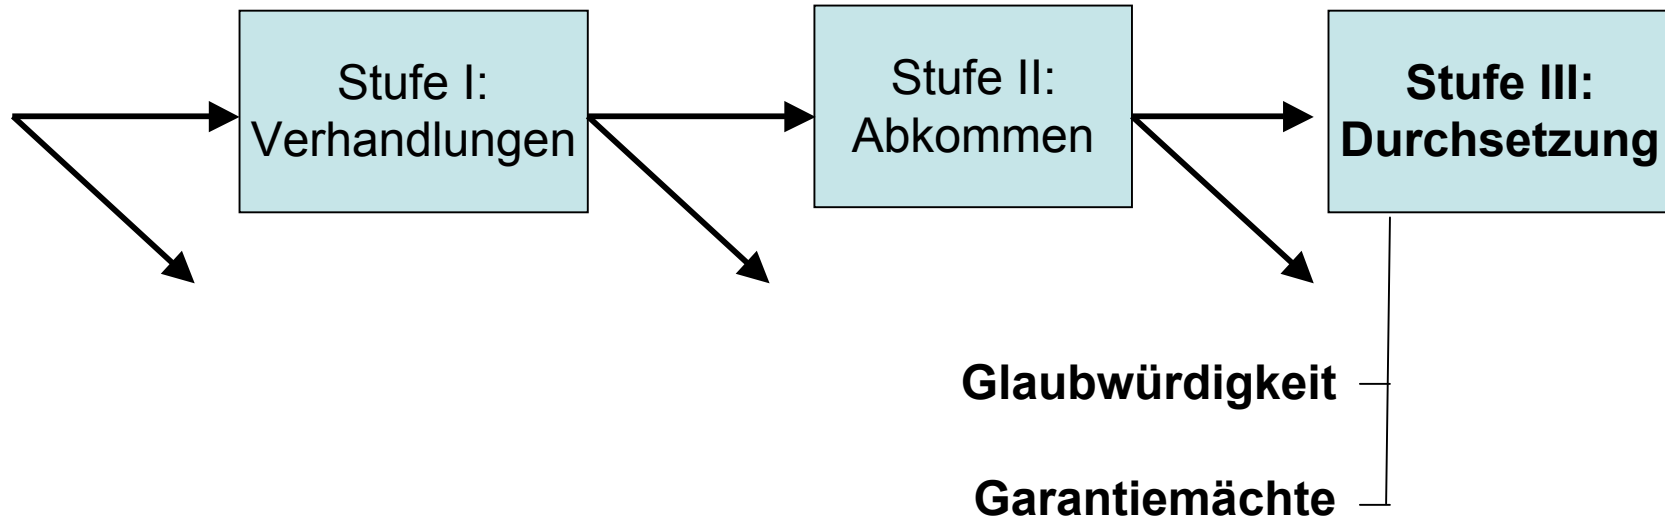 Stufe I:
Verhandlungen
Stufe II:
Abkommen
Stufe III:
Durchsetzung
Glaubwürdigkeit
Garantiemächte